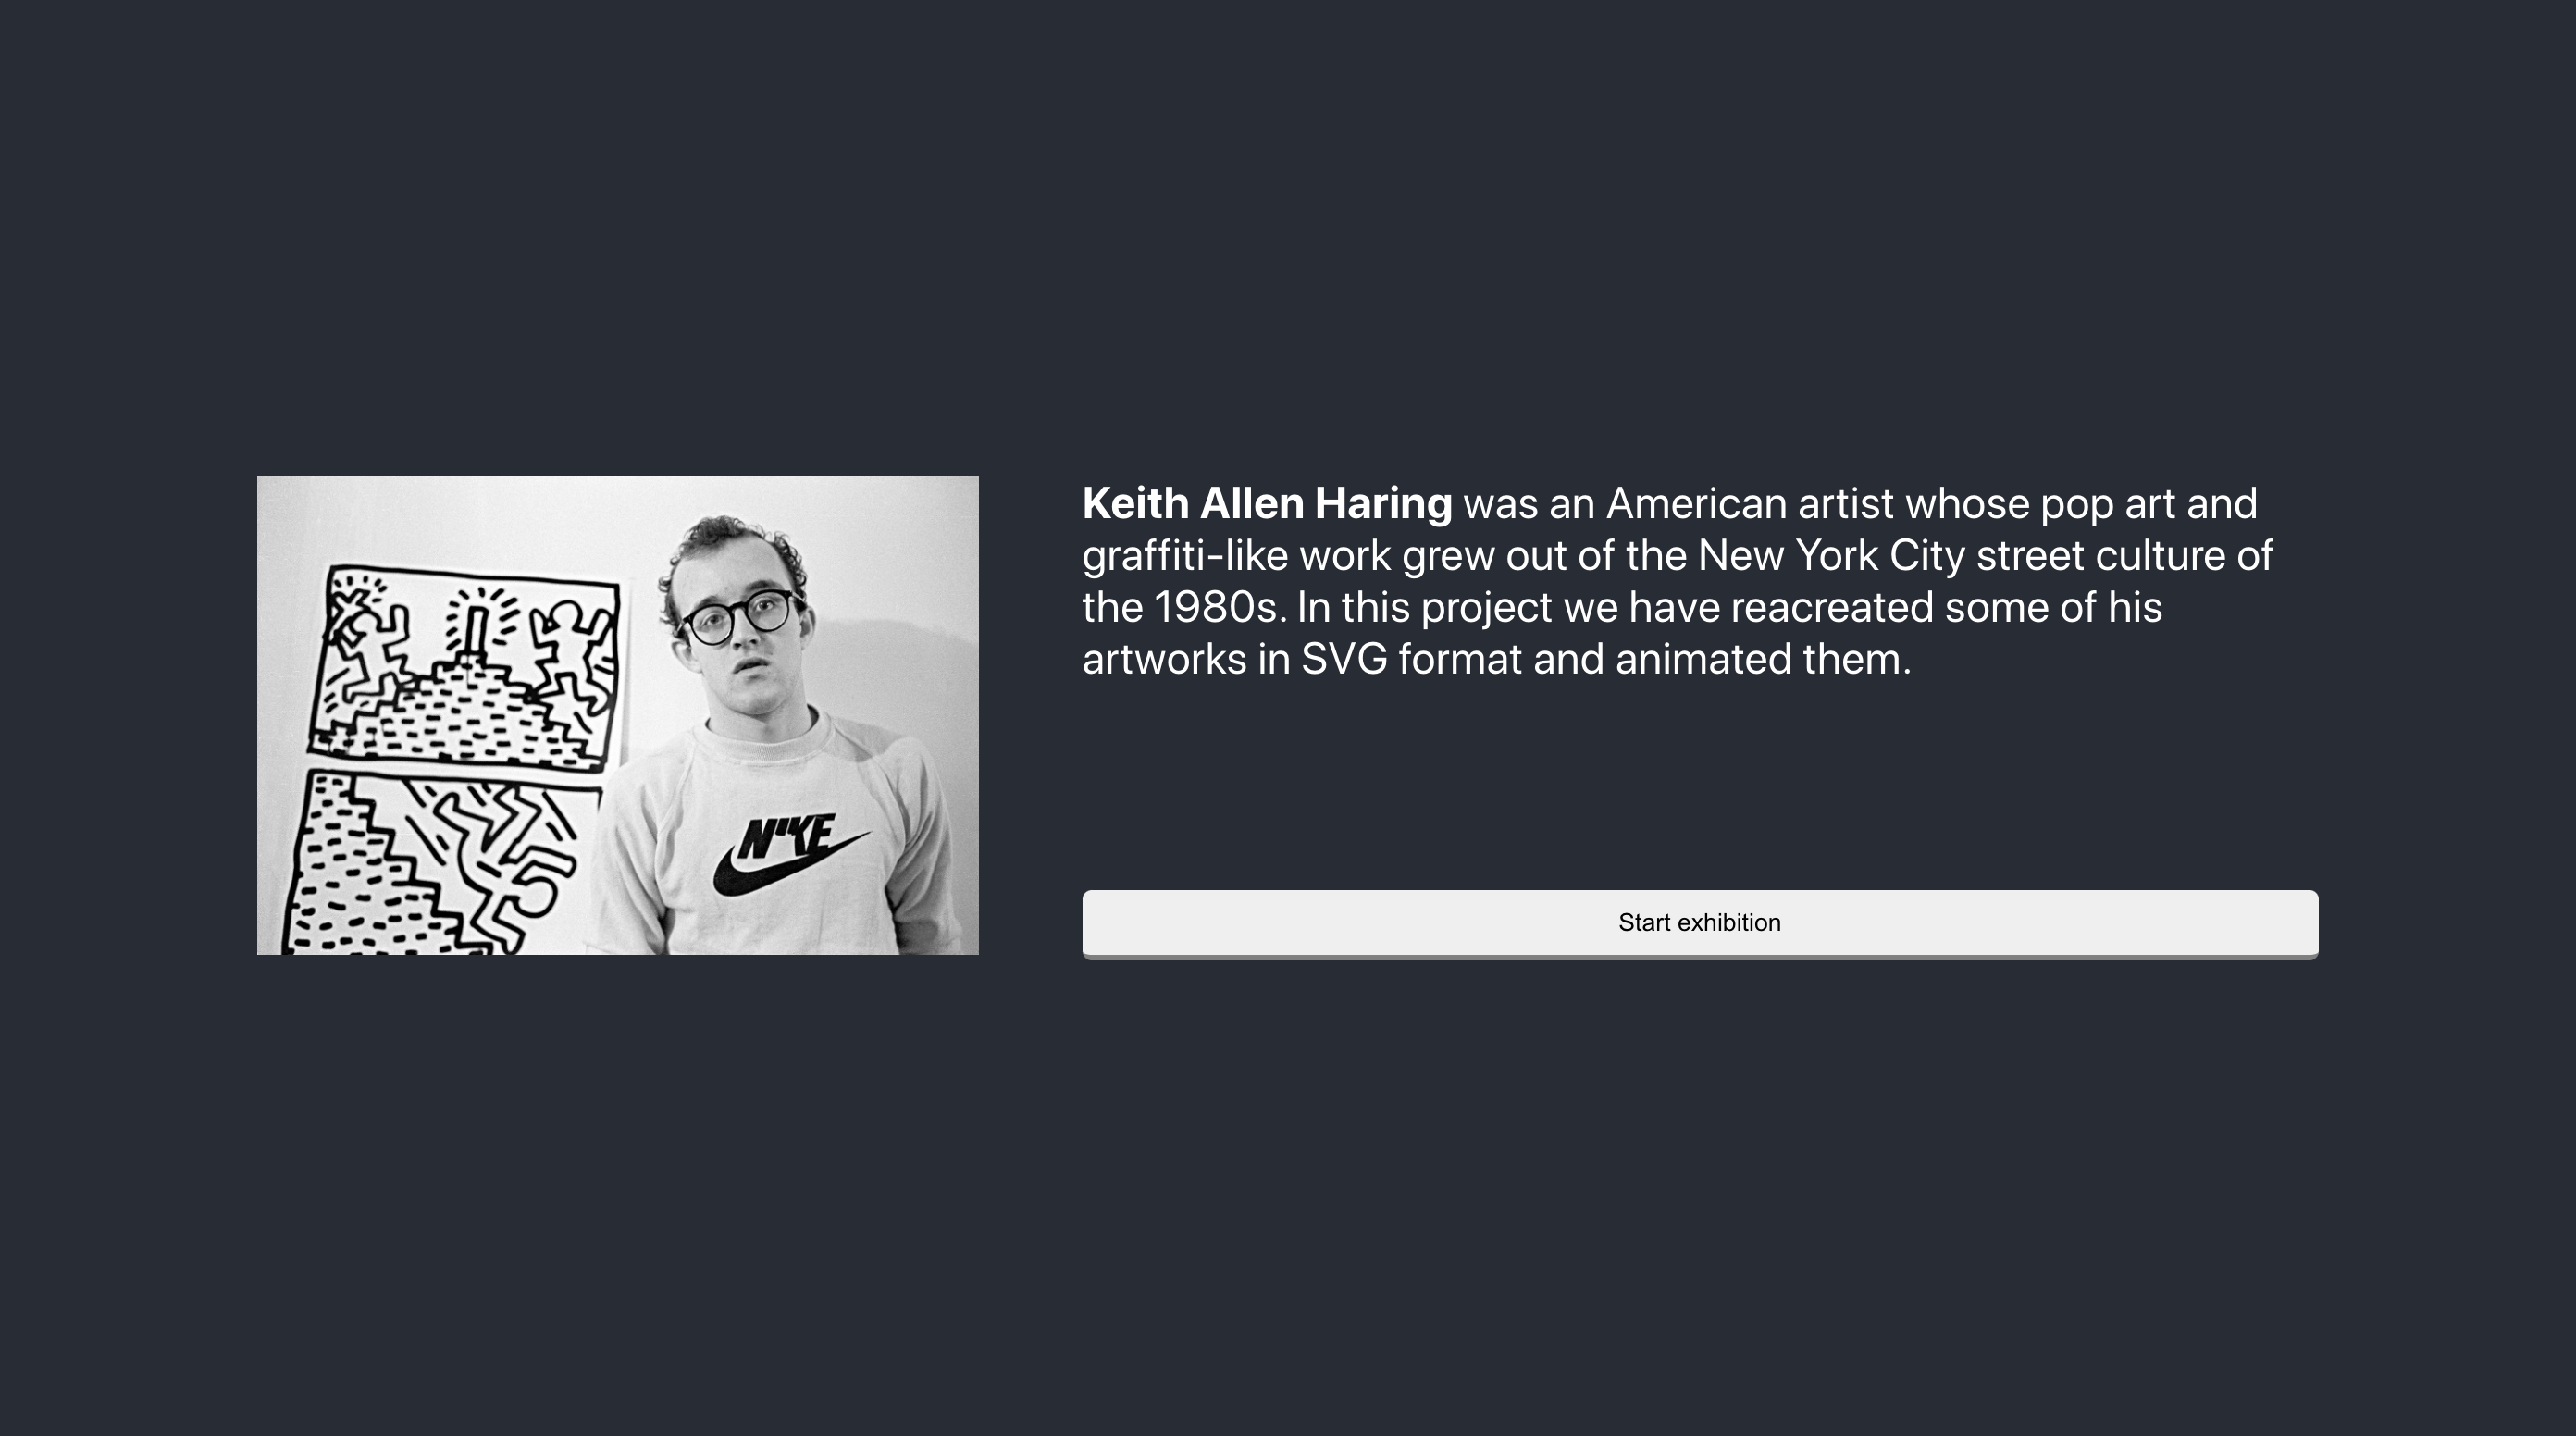 Keith Allen Haring was an American artist whose pop art and
graffiti-like work grew out of the New York City street culture of
the 1980s. In this project we have reacreated some of his
artworks in SVG format and animated them.
NIKE
Start exhibition